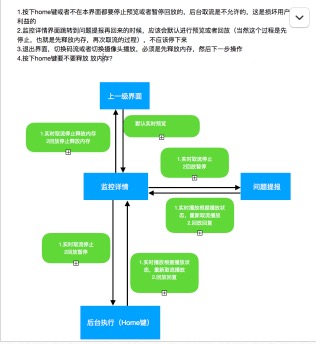 1.按下home键或者不在本界面都要停止预览或者暂停回放的，后台取流是不允许的，这是损坏用户
利益的
2.监控详情界面跳转到问题提报再回来的时候，应该会默认进行预览或者回放（当然这个过程是先
停止，也就是先释放内存，再次取流的过程），不应该停下来
3.退出界面，切换码流或者切换摄像头播放，必须是先释放内存，然后下一步操作
4.按下home键要不要释放 放内存?
上一级界面
1.实时取流停止释放内存
2回放停止释放内存
默认实时预览
1.实时取流停止
2回放暂停
监控详情
问题提报
1.实时播放根据播放状
态，重新取流播放
2.回放回复
1.实时取流停止
2回放暂停
1.实时播放根据播放状
态，重新取流播放
2.回放回复
后台执行（Home键）